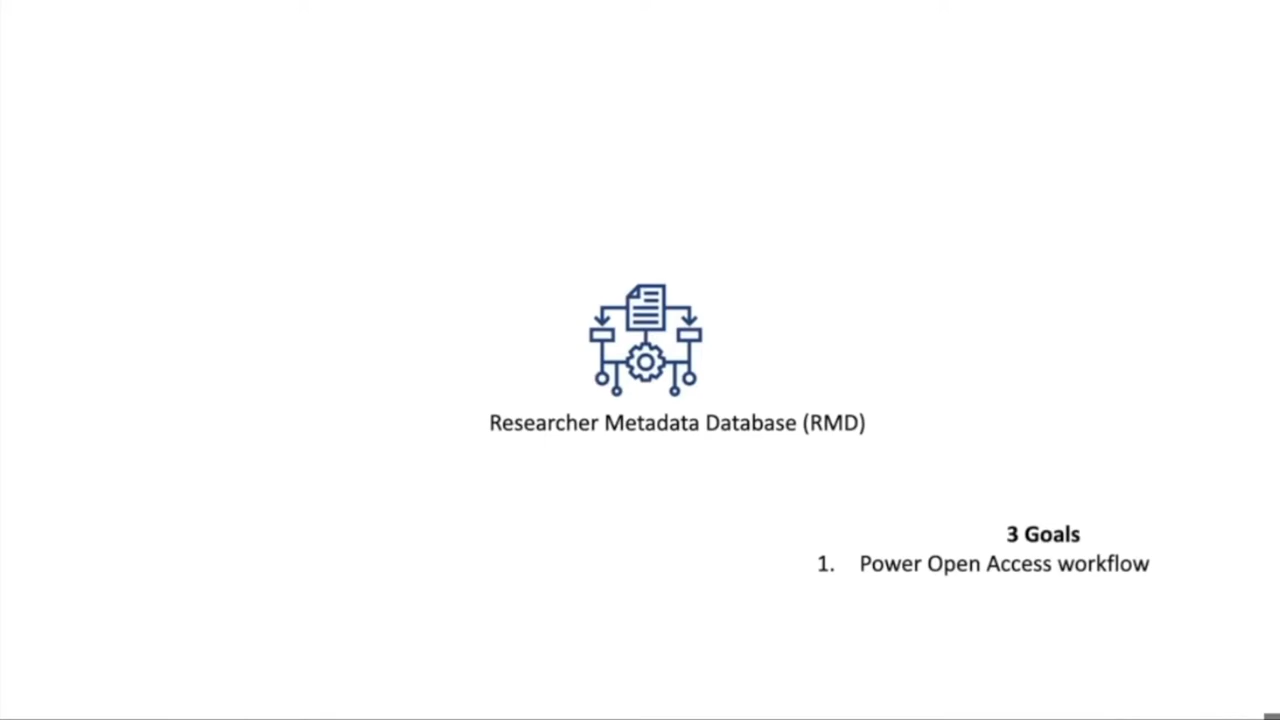 Researcher Metadata Database (RMD)
3 Goals
1. Power Open Access workflow